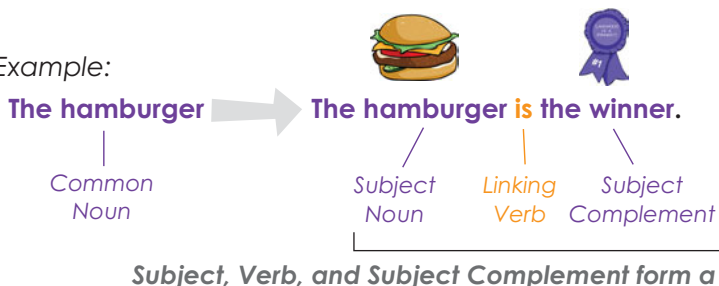 Example:
The hamburger The hamburger is the winner.
Common Subject Linking Subject
Noun Noun Verb Complement
Subject, Verb, and Subject Complement form a
#1